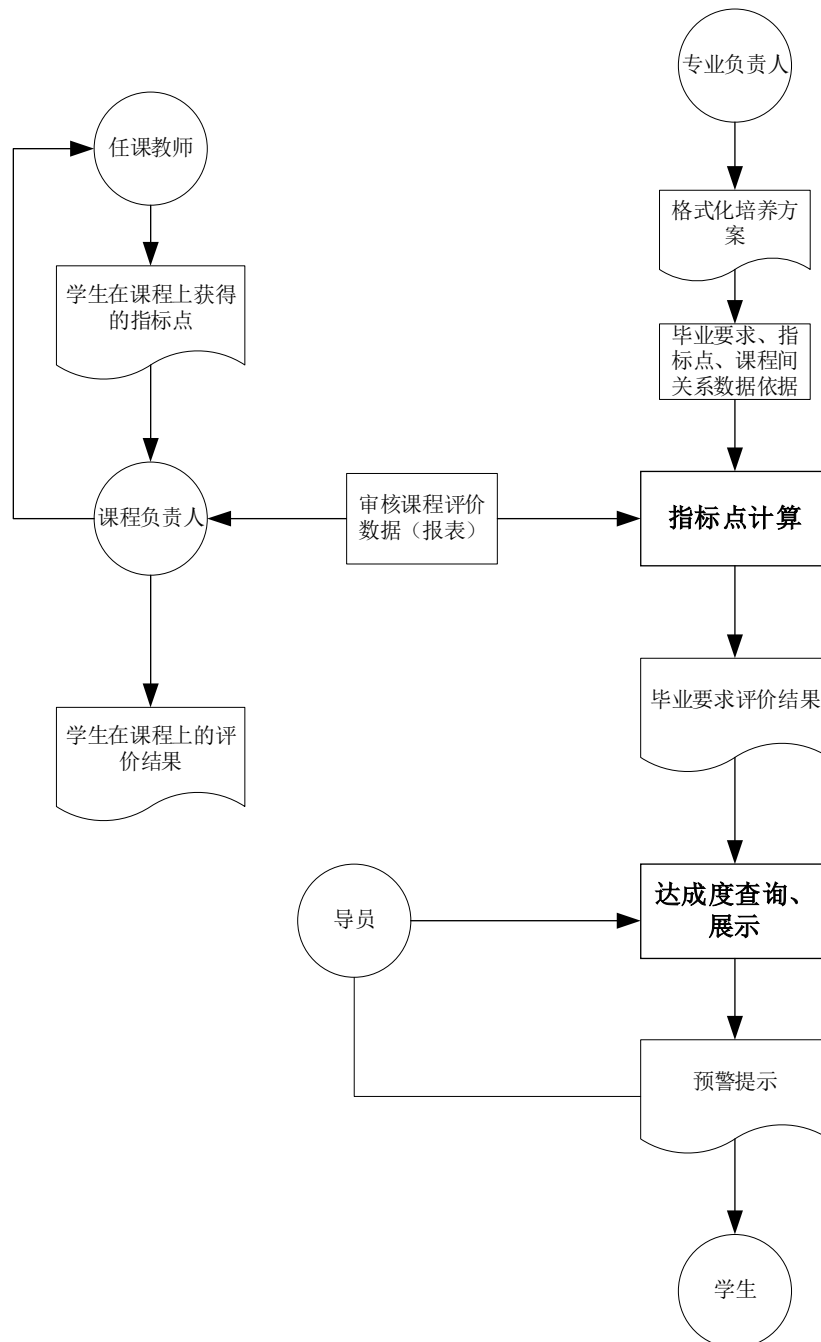 专业负责人
任课教师
格式化培养方
案
学生在课程上获得
的指标点
毕业要求、指
标点、课程间
关系数据依据
课程负责人
审核课程评价
数据（报表）
指标点计算
毕业要求评价结果
学生在课程上的评
价结果
达成度查询、
展示
导员
预警提示
学生